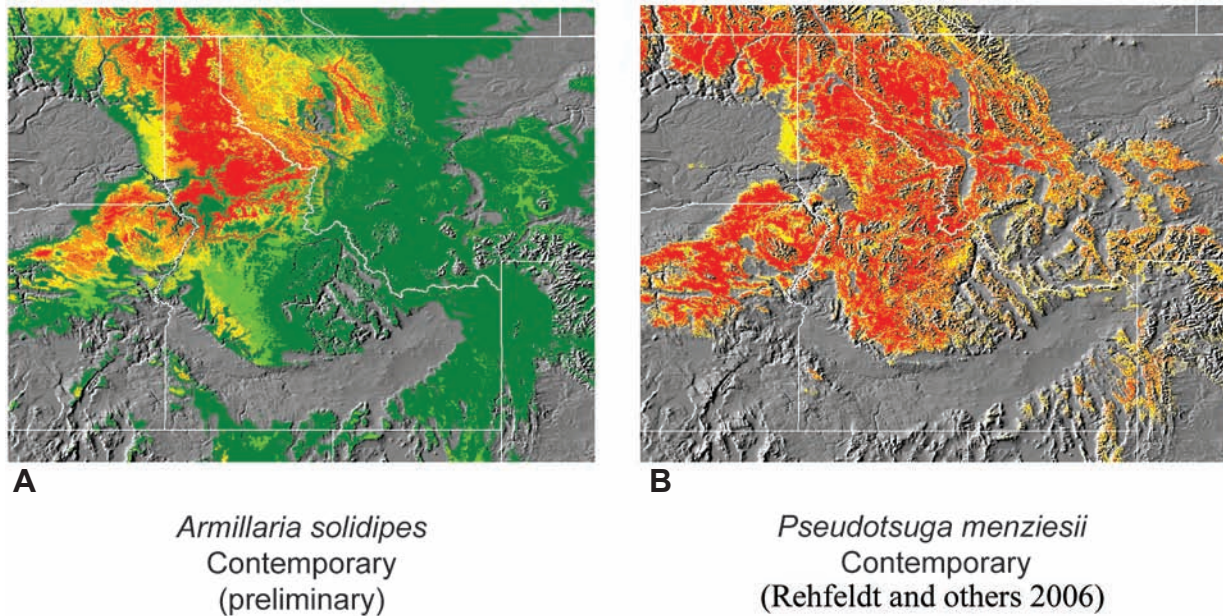 A
Armillaria solidipes
Contemporary
(preliminary)
B
Pseudotsuga menziesii
Contemporary
(Rehfeldt and others 2006)